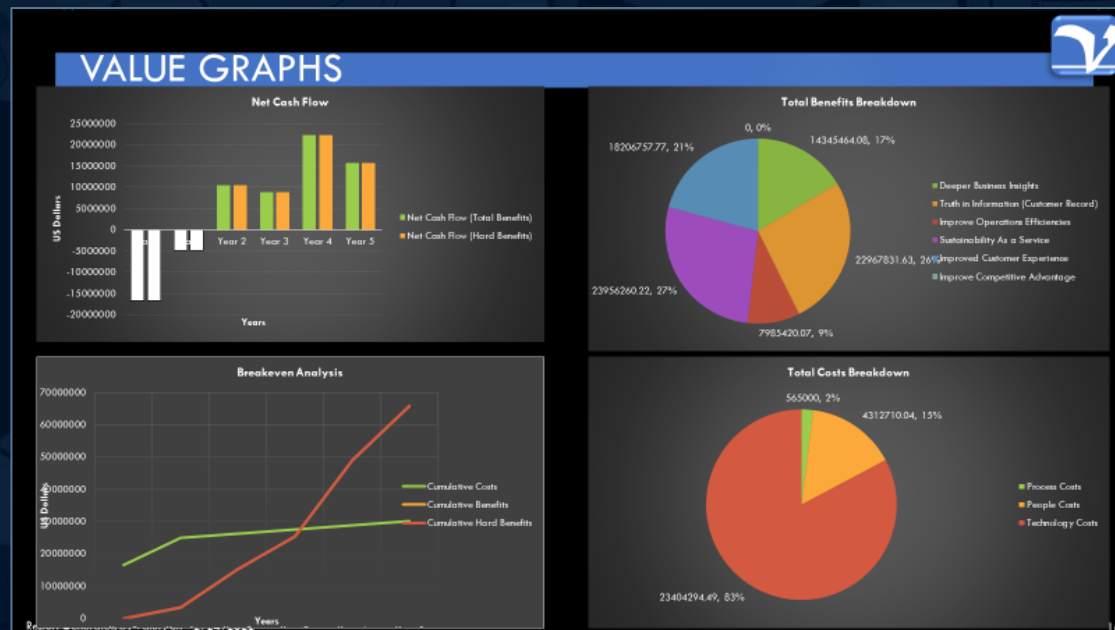 VALUE GRAPHS
Net Cash Flow
25000000
20000000
15000000
10000000
5000000
0
-5000000
-10000000
-15000000
-20000000
US Dollars
Year 2 Year 3 Year 4 Year 5
Years
Net Cash Flow (Total Benefits)
Net Cash Flow (Hard Benefits)
Total Benefits Breakdown
0, 0%
14345464.08, 17%
18206757.77, 21%
22967831.63, 26%
23956260.22, 27%
7985420.07, 9%
Deeper Business Insights
Truth in Information (Customer Record)
Improve Operations Efficiencies
Sustainability As a Service
Improved Customer Experience
Improve Competitive Advantage
Breakeven Analysis
70000000
60000000
50000000
40000000
30000000
20000000
10000000
0
US Dollars
Years
Cumulative Costs
Cumulative Benefits
Cumulative Hard Benefits
Total Costs Breakdown
565000, 2%
4312710.04, 15%
23404294.49, 83%
Process Costs
People Costs
Technology Costs